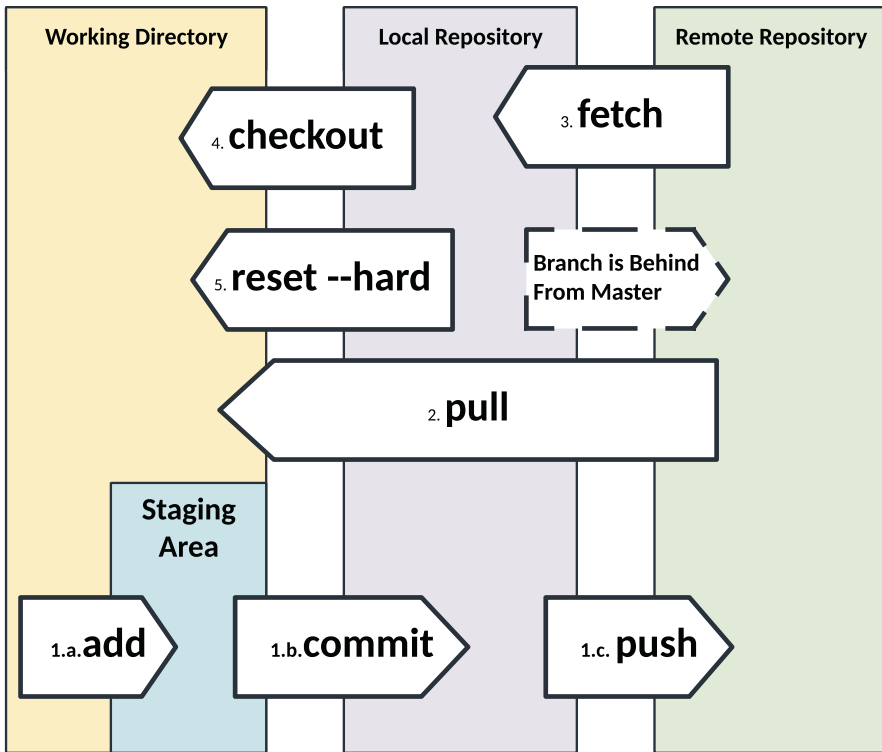 Working Directory
Local Repository
Remote Repository
4. checkout
3. fetch
5. reset --hard
Branch is Behind
From Master
2. pull
Staging
Area
1.a.add
1.b.commit
1.c. push